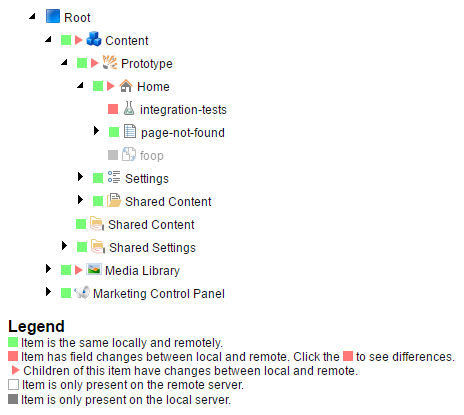 Root
Content
Prototype
Home
integration-tests
page-not-found
foop
Settings
Shared Content
Shared Content
Shared Settings
Media Library
Marketing Control Panel
Legend
Item is the same locally and remotely.
Item has field changes between local and remote. Click the to see differences.
Children of this item have changes between local and remote.
Item is only present on the remote server.
Item is only present on the local server.